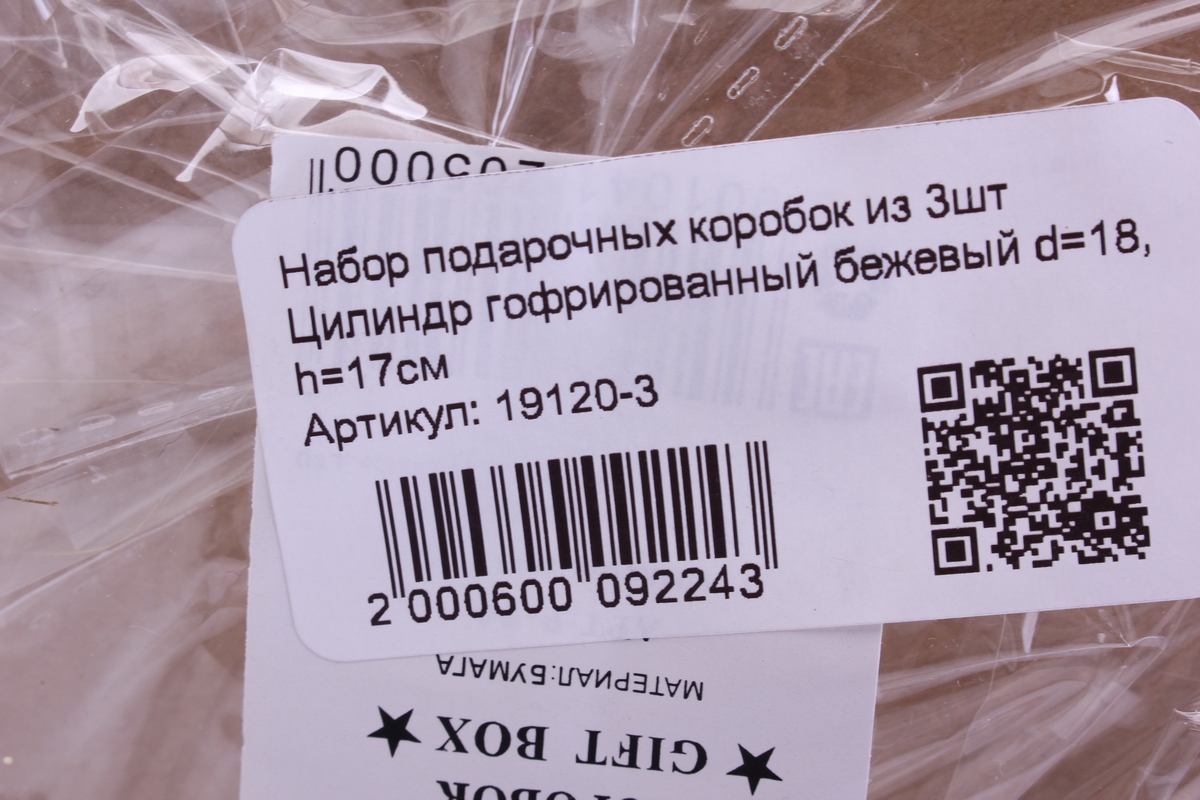 Набор подарочных коробок из 3шт
Цилиндр гофрированный бежевый d=18,
h=17см
Артикул: 19120-3
2 000600 092243
МАТЕРИАЛ:БУМАГА
★ GIFT BOX ★